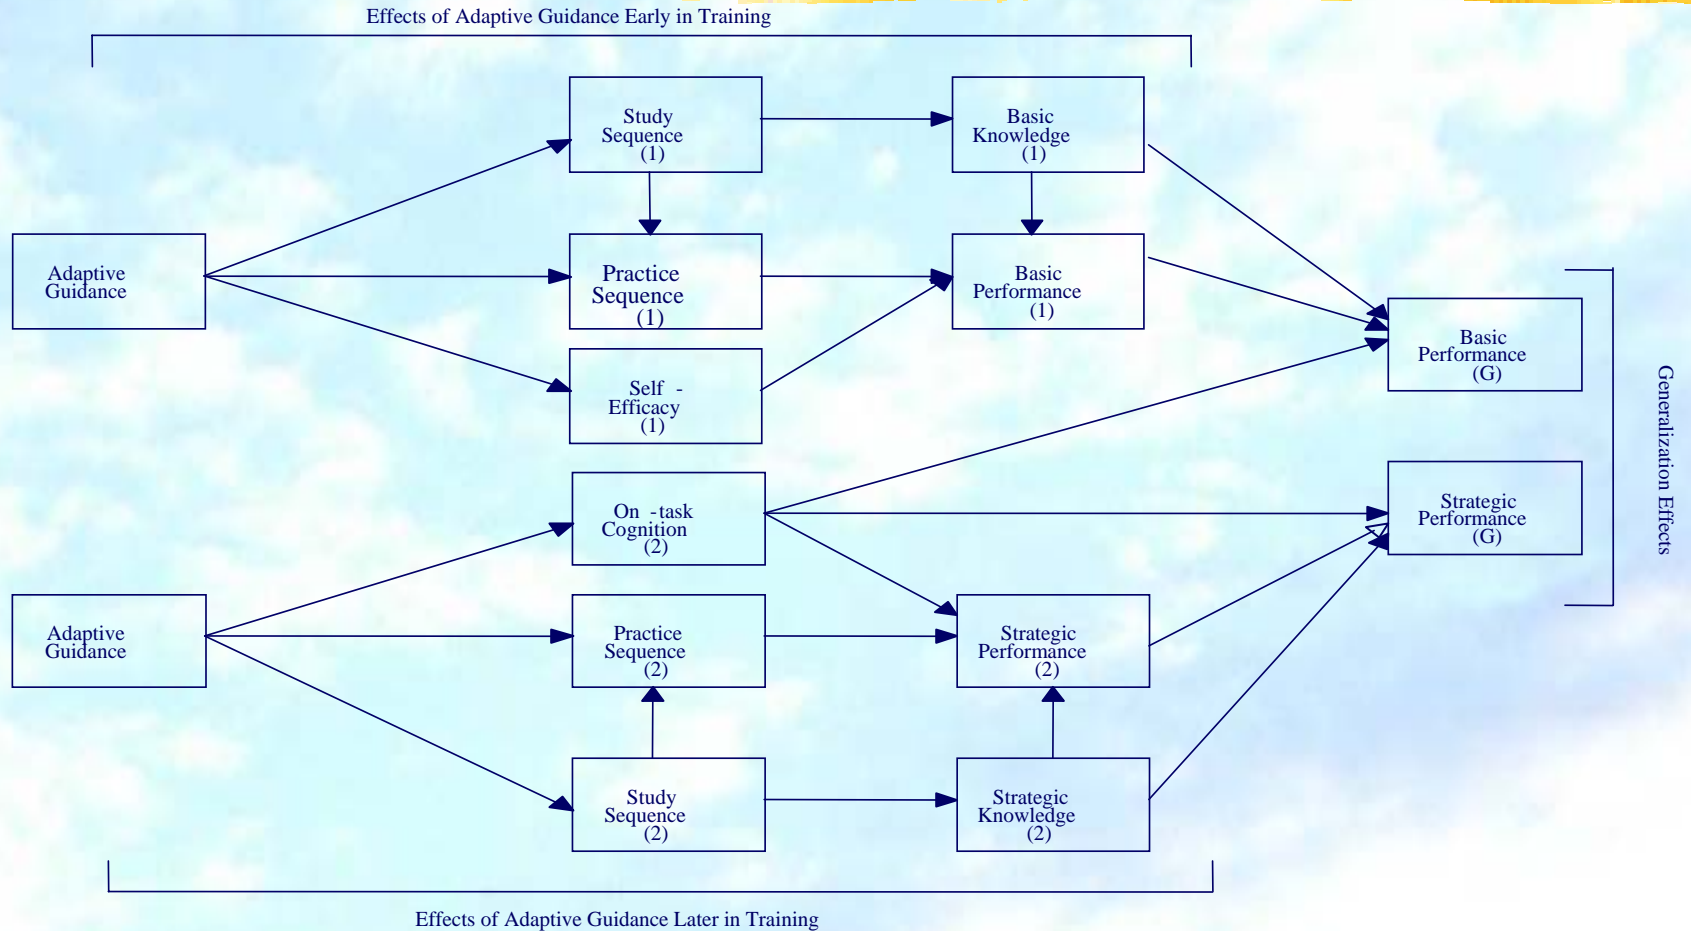 Effects of Adaptive Guidance Early in Training
Study
Sequence
(1)
Basic
Knowledge
(1)
Adaptive
Guidance
Practice
Sequence
(1)
Basic
Performance
(1)
Self -
Efficacy
(1)
Basic
Performance
(G)
On -task
Cognition
(2)
Strategic
Performance
(G)
Generalization Effects
Adaptive
Guidance
Practice
Sequence
(2)
Strategic
Performance
(2)
Study
Sequence
(2)
Strategic
Knowledge
(2)
Effects of Adaptive Guidance Later in Training